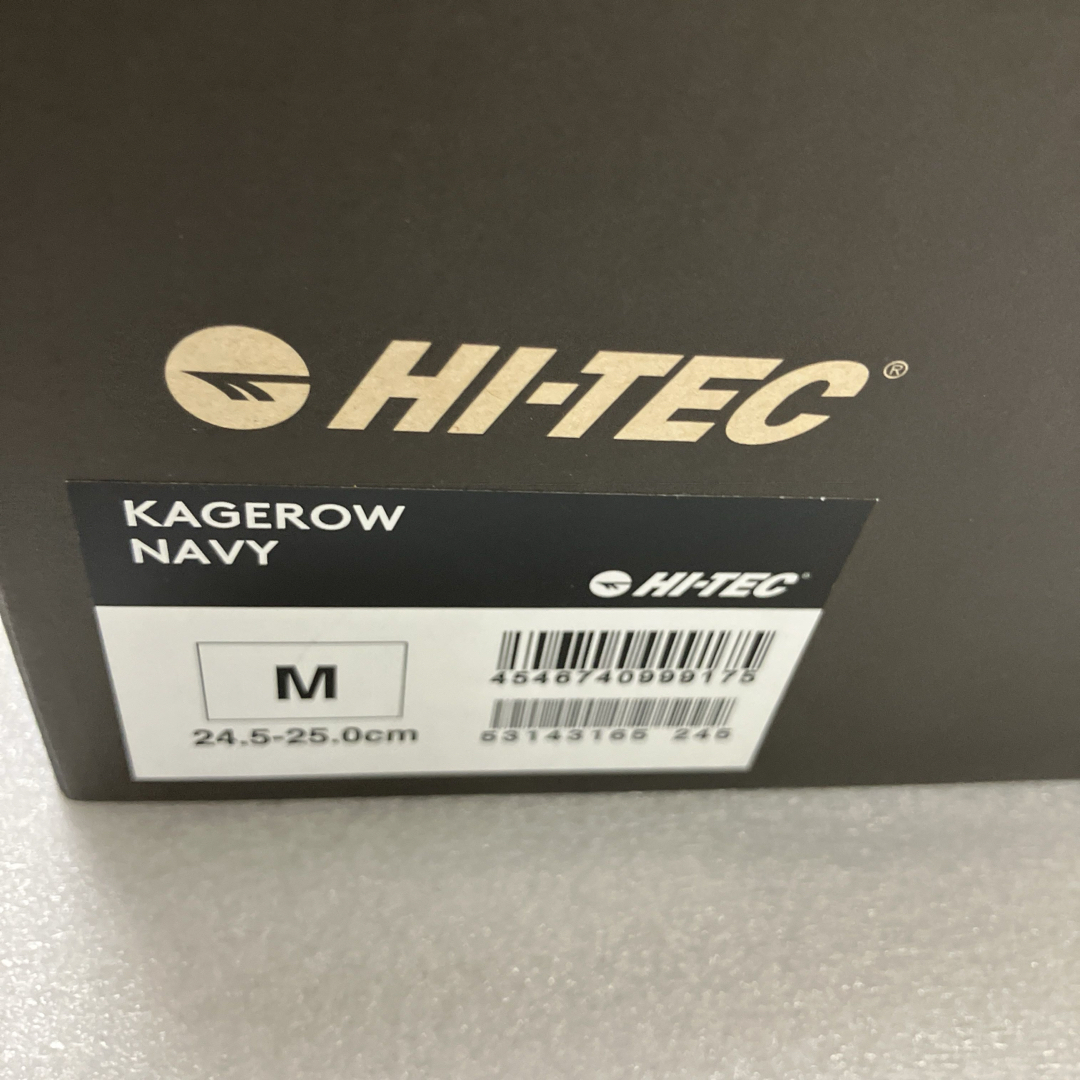 HI-TEC®
KAGEROW
NAVY
HI-TEC
M
4546740999175
24.5-25.0cm
53143165 245